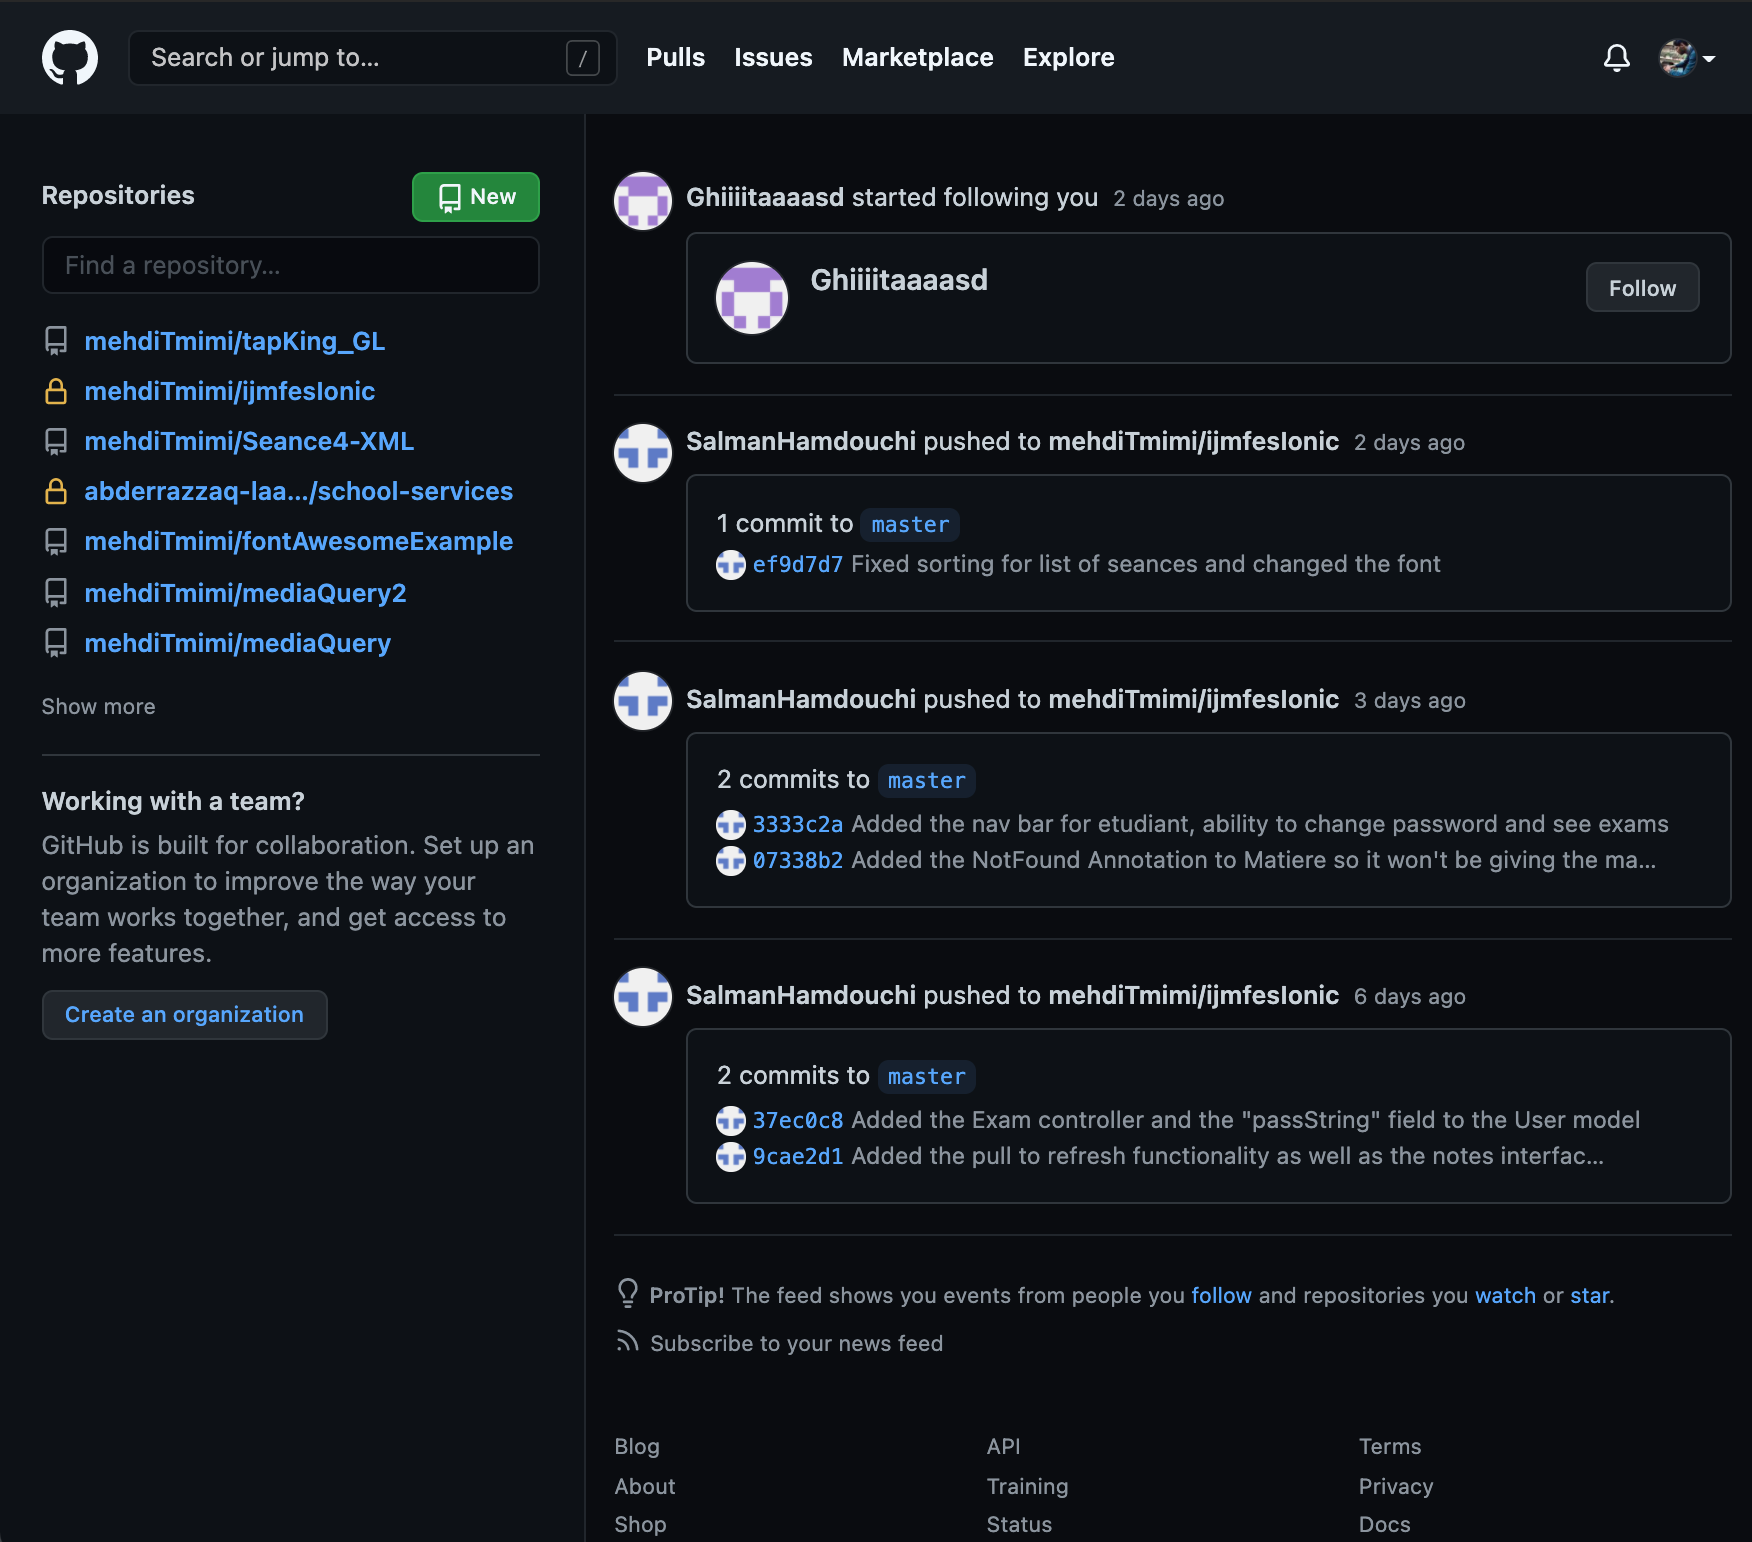 Search or jump to... /
Pulls Issues Marketplace Explore
Repositories
New
Find a repository...
mehdiTmimi/tapKing_GL
mehdiTmimi/ijmfesIonic
mehdiTmimi/Seance4-XML
abderrazzaq-laa.../school-services
mehdiTmimi/fontAwesomeExample
mehdiTmimi/mediaQuery2
mehdiTmimi/mediaQuery
Show more
Working with a team?
GitHub is built for collaboration. Set up an
organization to improve the way your
team works together, and get access to
more features.
Create an organization
Ghiiiitaaaasd started following you 2 days ago
Ghiiiitaaaasd
Follow
SalmanHamdouchi pushed to mehdiTmimi/ijmfesIonic 2 days ago
1 commit to master
ef9d7d7 Fixed sorting for list of seances and changed the font
SalmanHamdouchi pushed to mehdiTmimi/ijmfesIonic 3 days ago
2 commits to master
3333c2a Added the nav bar for etudiant, ability to change password and see exams
07338b2 Added the NotFound Annotation to Matiere so it won't be giving the ma...
SalmanHamdouchi pushed to mehdiTmimi/ijmfesIonic 6 days ago
2 commits to master
37ec0c8 Added the Exam controller and the "passString" field to the User model
9cae2d1 Added the pull to refresh functionality as well as the notes interfac...
ProTip! The feed shows you events from people you follow and repositories you watch or star.
Subscribe to your news feed
Blog API Terms
About Training Privacy
Shop Status Docs